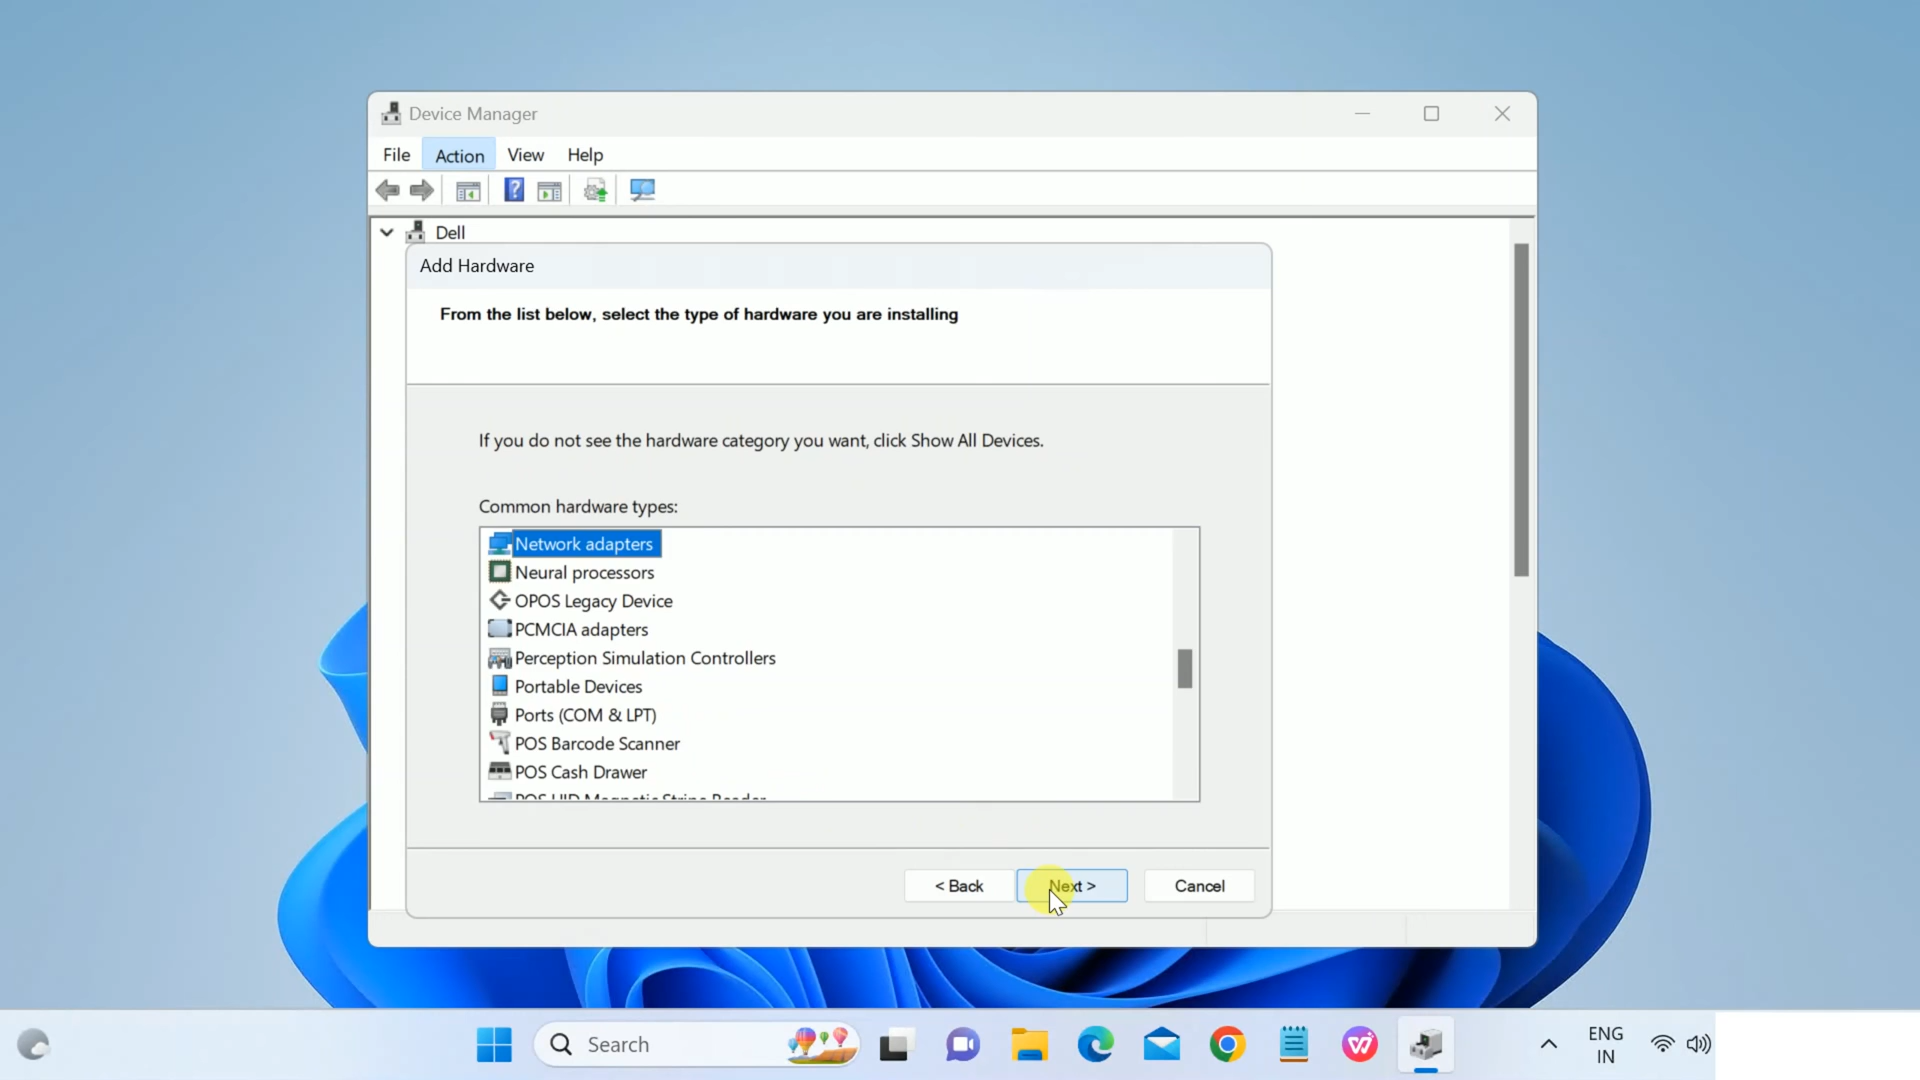 Device Manager
File Action View Help
Dell
Add Hardware
From the list below, select the type of hardware you are installing
If you do not see the hardware category you want, click Show All Devices.
Common hardware types:
Network adapters
Neural processors
OPOS Legacy Device
PCMCIA adapters
Perception Simulation Controllers
Portable Devices
Ports (COM & LPT)
POS Barcode Scanner
POS Cash Drawer
POS HID Magnetic Stripe Reader
< Back Next > Cancel
Search
ENG
IN